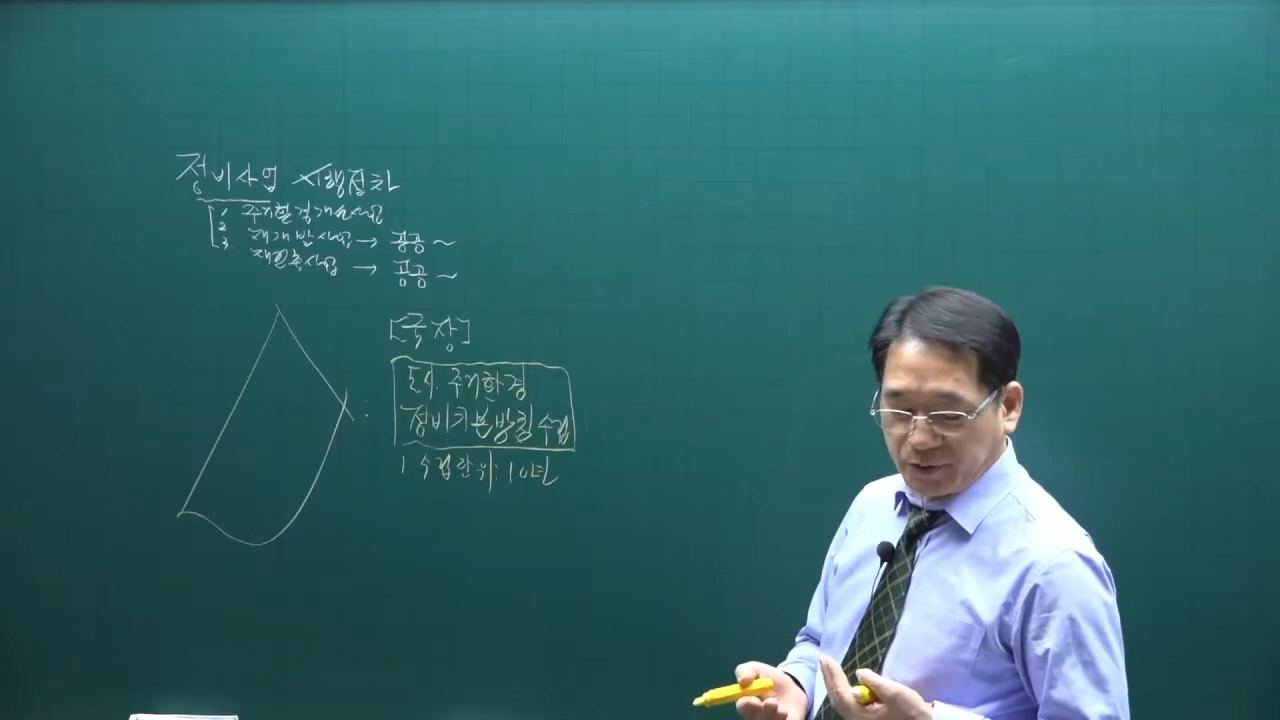 정비사업 시행절차
1 주거환경개선사업
2 재개발사업 → 공공~
3 재건축사업 → 공공~
[국장]
도시·주거환경
정비기본방침 수립
1 수립단위: 10년